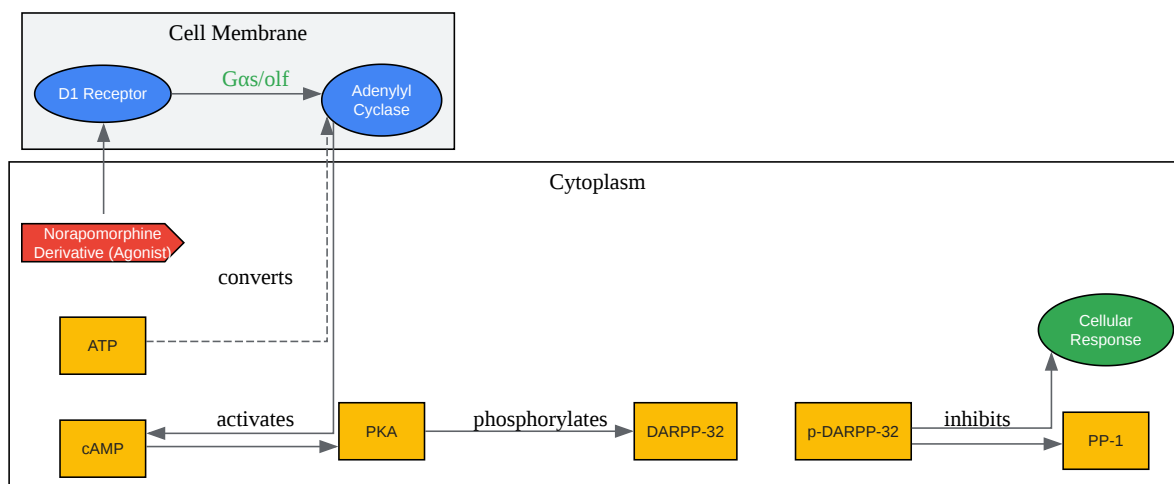 Cell Membrane
D1 Receptor
Gαs/olf
Adenylyl
Cyclase
Cytoplasm
Norapomorphine
Derivative (Agonist)
converts
ATP
Cellular
Response
cAMP
activates
PKA
phosphorylates
DARPP-32
p-DARPP-32
inhibits
PP-1